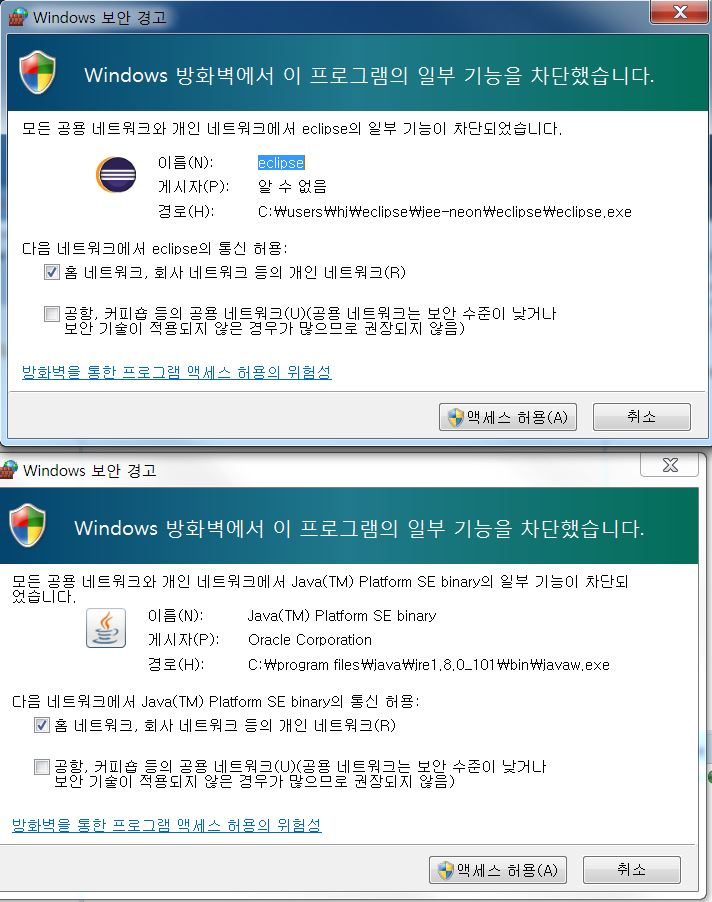 Windows 보안 경고
Windows 방화벽에서 이 프로그램의 일부 기능을 차단했습니다.
모든 공용 네트워크와 개인 네트워크에서 eclipse의 일부 기능이 차단되었습니다.
이름(N): eclipse
게시자(P): 알 수 없음
경로(H): C:₩users₩hj₩eclipse₩jee-neon₩eclipse₩eclipse.exe
다음 네트워크에서 eclipse의 통신 허용:
홈 네트워크, 회사 네트워크 등의 개인 네트워크(R)
공항, 커피숍 등의 공용 네트워크(U)(공용 네트워크는 보안 수준이 낮거나
보안 기술이 적용되지 않은 경우가 많으므로 권장되지 않음)
방화벽을 통한 프로그램 액세스 허용의 위험성
액세스 허용(A) 취소
Windows 보안 경고
Windows 방화벽에서 이 프로그램의 일부 기능을 차단했습니다.
모든 공용 네트워크와 개인 네트워크에서 Java(TM) Platform SE binary의 일부 기능이 차단되
었습니다.
이름(N): Java(TM) Platform SE binary
게시자(P): Oracle Corporation
경로(H): C:₩program files₩java₩jre1.8.0_101₩bin₩javaw.exe
다음 네트워크에서 Java(TM) Platform SE binary의 통신 허용:
홈 네트워크, 회사 네트워크 등의 개인 네트워크(R)
공항, 커피숍 등의 공용 네트워크(U)(공용 네트워크는 보안 수준이 낮거나
보안 기술이 적용되지 않은 경우가 많으므로 권장되지 않음)
방화벽을 통한 프로그램 액세스 허용의 위험성
액세스 허용(A) 취소